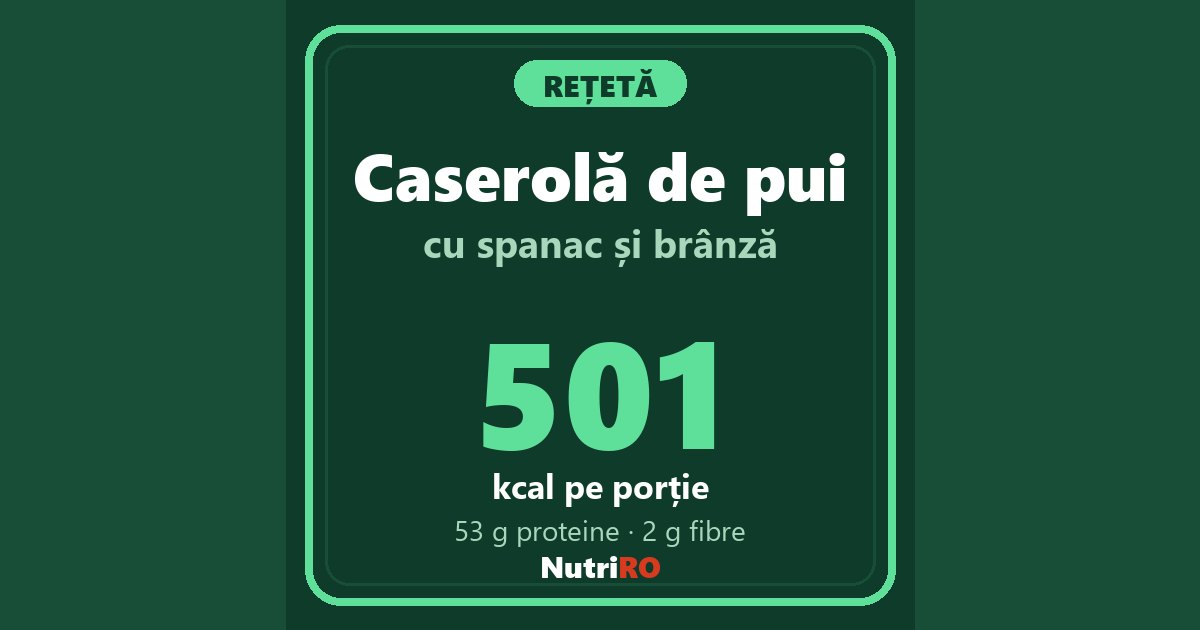 REȚETĂ
Caserolă de pui
cu spanac și brânză
501
kcal pe porție
53 g proteine · 2 g fibre
NutriRO